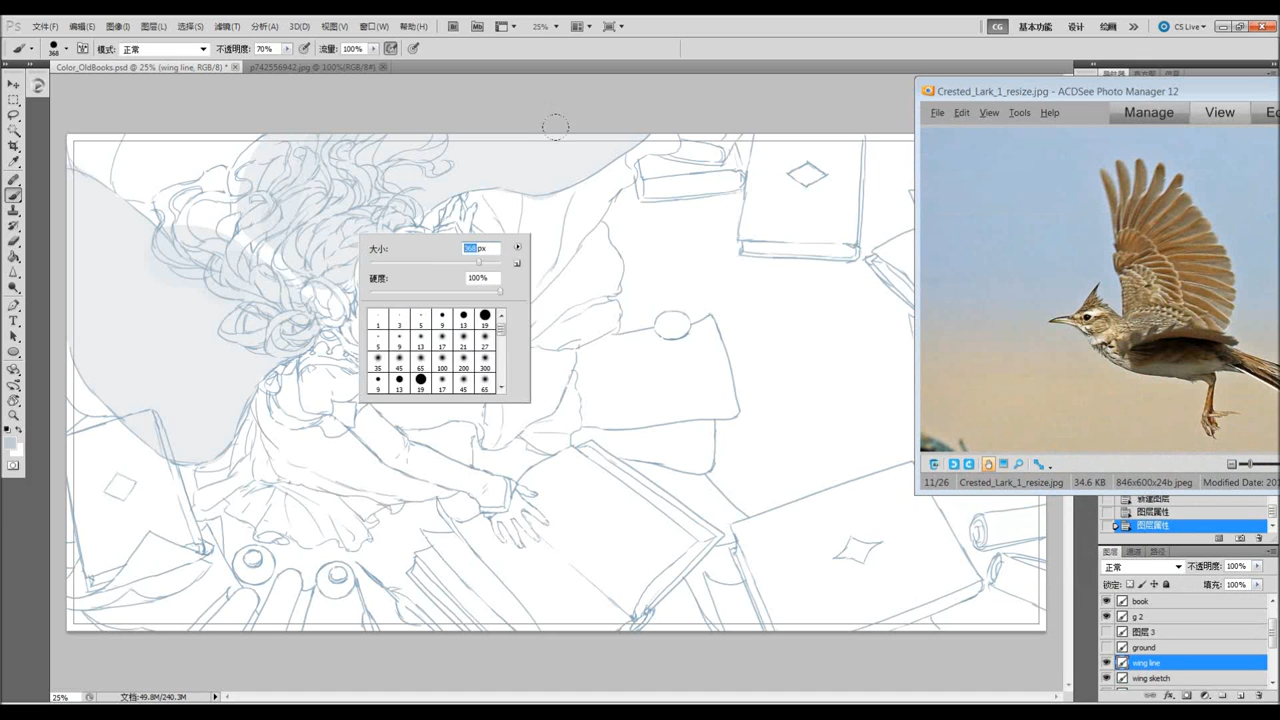 Ps 文件(F) 编辑(E) 图像(I) 图层(L) 选择(S) 滤镜(T) 分析(A) 3D(D) 视图(V) 窗口(W) 帮助(H) Br Mb 25% CG 基本功能 设计 绘画 CS Live
368 模式: 正常 不透明度: 70% 流量: 100%
Color_OldBooks.psd @ 25% (wing line, RGB/8) * p742556942.jpg @ 100%(RGB/8#)
Crested_Lark_1_resize.jpg - ACDSee Photo Manager 12
File Edit View Tools Help Manage View
大小: 368 px
硬度: 100%
1 3 5 9 13 19
5 9 13 17 21 27
35 45 65 100 200 300
9 13 19 17 45 65
11/26 Crested_Lark_1_resize.jpg 34.6 KB 846x600x24b jpeg Modified Date: 20
新建图层
图层属性
图层属性
图层 通道 路径
正常 不透明度: 100%
锁定: 填充: 100%
book
g 2
图层 3
ground
wing line
wing sketch
25% 文档:49.8M/240.3M